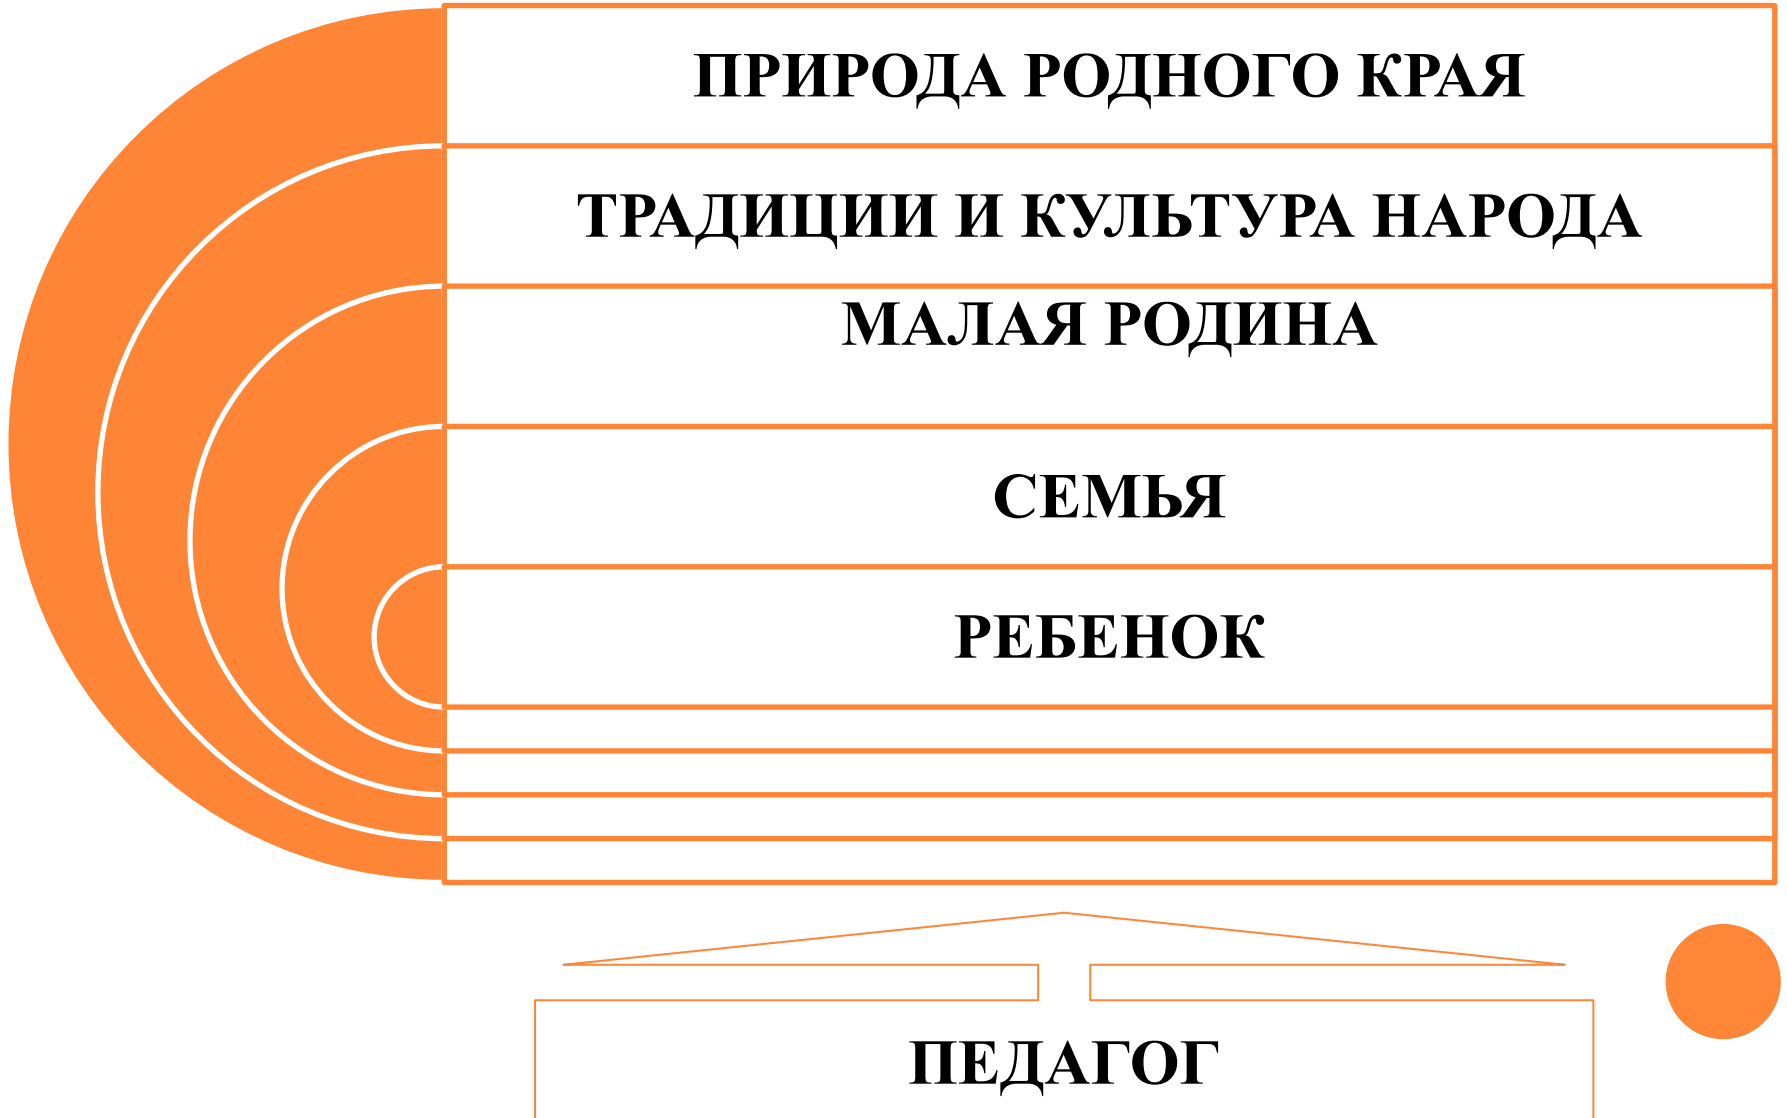 ПРИРОДА РОДНОГО КРАЯ
ТРАДИЦИИ И КУЛЬТУРА НАРОДА
МАЛАЯ РОДИНА
СЕМЬЯ
РЕБЕНОК
ПЕДАГОГ